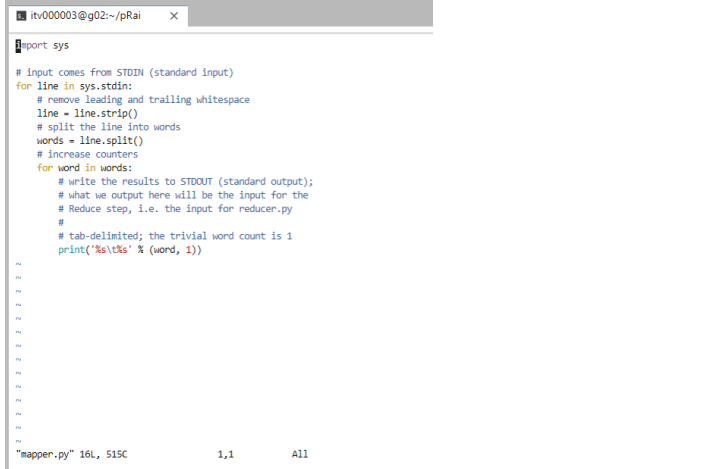 itv000003@g02:~/pRai ×
import sys

# input comes from STDIN (standard input)
for line in sys.stdin:
    # remove leading and trailing whitespace
    line = line.strip()
    # split the line into words
    words = line.split()
    # increase counters
    for word in words:
        # write the results to STDOUT (standard output);
        # what we output here will be the input for the
        # Reduce step, i.e. the input for reducer.py
        #
        # tab-delimited; the trivial word count is 1
        print('%s\t%s' % (word, 1))
~
~
~
~
~
~
~
~
~
~
~
~
~
~
"mapper.py" 16L, 515C 1,1 All